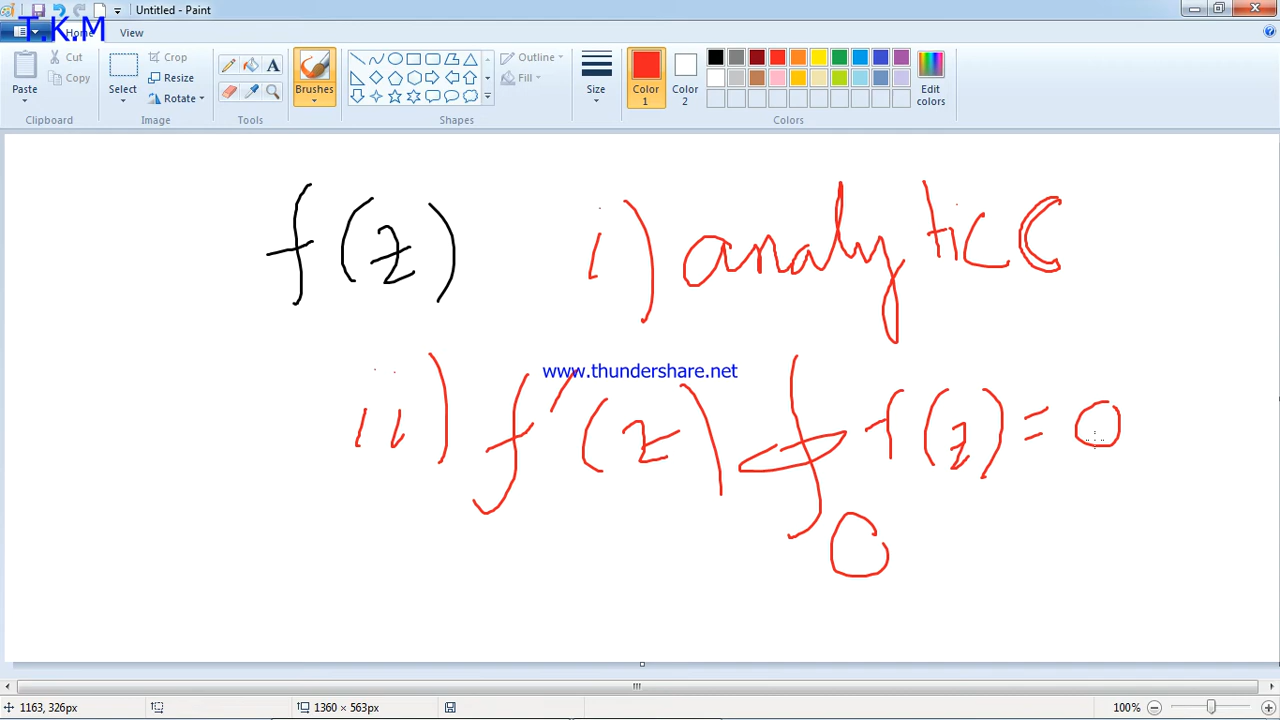 Untitled - Paint
T.K.M
Home View
Paste Cut Copy Select Crop Resize Rotate Brushes Outline Fill Size Color 1 Color 2 Edit colors
Clipboard Image Tools Shapes Colors
f(z) i) analytic C
www.thundershare.net
ii) f'(z) f(z) = 0
0
1163, 326px 1360 × 563px 100%